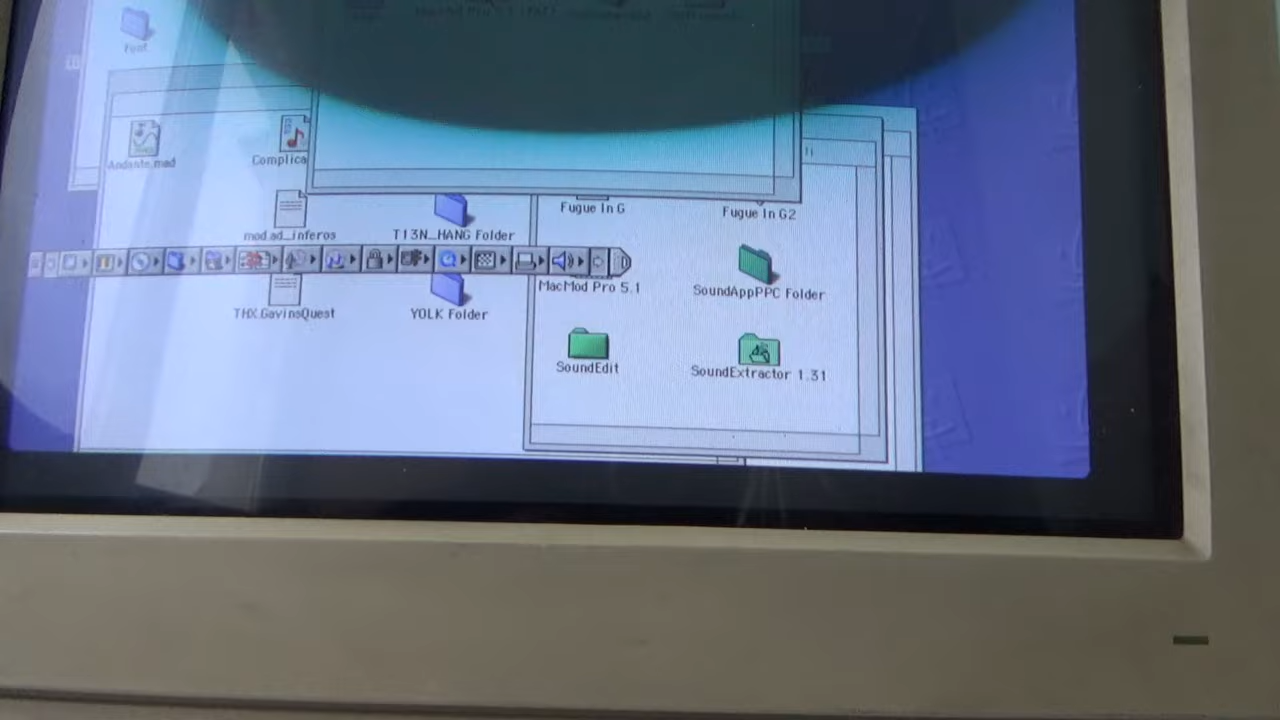 Font
Andante.mad
Complica
Fugue In G
Fugue In G2
mod.ad_inferos
T13N_HANG Folder
MacMod Pro 5.1
SoundAppPPC Folder
THX.GavinsQuest
YOLK Folder
SoundEdit
SoundExtractor 1.31